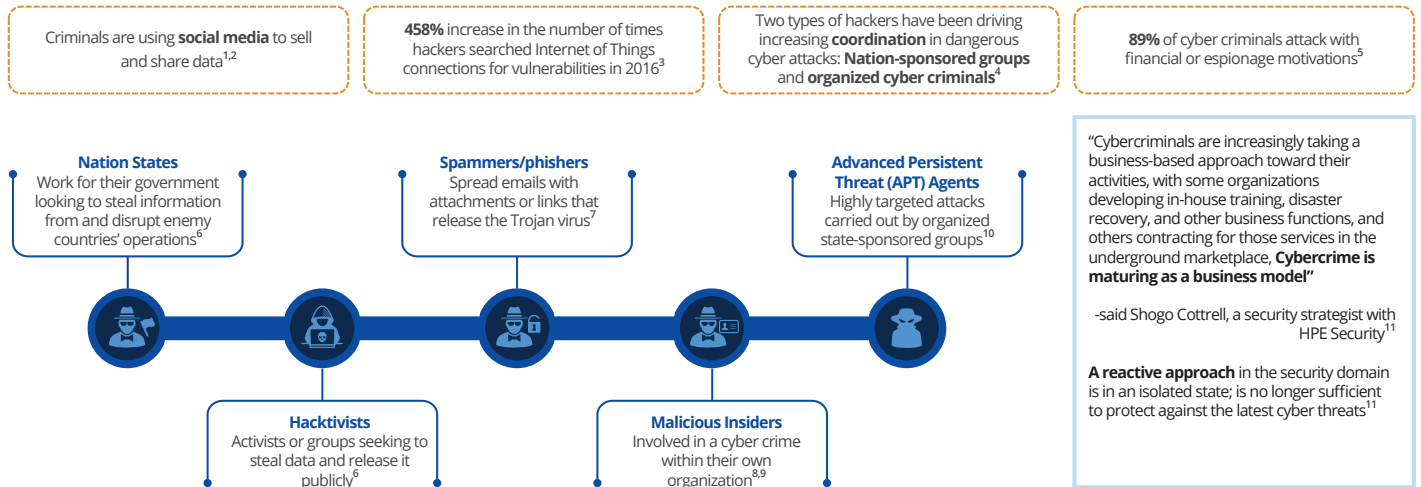 Criminals are using social media to sell
and share data1,2
458% increase in the number of times
hackers searched Internet of Things
connections for vulnerabilities in 20163
Two types of hackers have been driving
increasing coordination in dangerous
cyber attacks: Nation-sponsored groups
and organized cyber criminals4
89% of cyber criminals attack with
financial or espionage motivations5
Nation States
Work for their government
looking to steal information
from and disrupt enemy
countries' operations6
Spammers/phishers
Spread emails with
attachments or links that
release the Trojan virus7
Advanced Persistent
Threat (APT) Agents
Highly targeted attacks
carried out by organized
state-sponsored groups10
Hacktivists
Activists or groups seeking to
steal data and release it
publicly6
Malicious Insiders
Involved in a cyber crime
within their own
organization8,9
“Cybercriminals are increasingly taking a
business-based approach toward their
activities, with some organizations
developing in-house training, disaster
recovery, and other business functions, and
others contracting for those services in the
underground marketplace, Cybercrime is
maturing as a business model”
-said Shogo Cottrell, a security strategist with
HPE Security11
A reactive approach in the security domain
is in an isolated state; is no longer sufficient
to protect against the latest cyber threats11